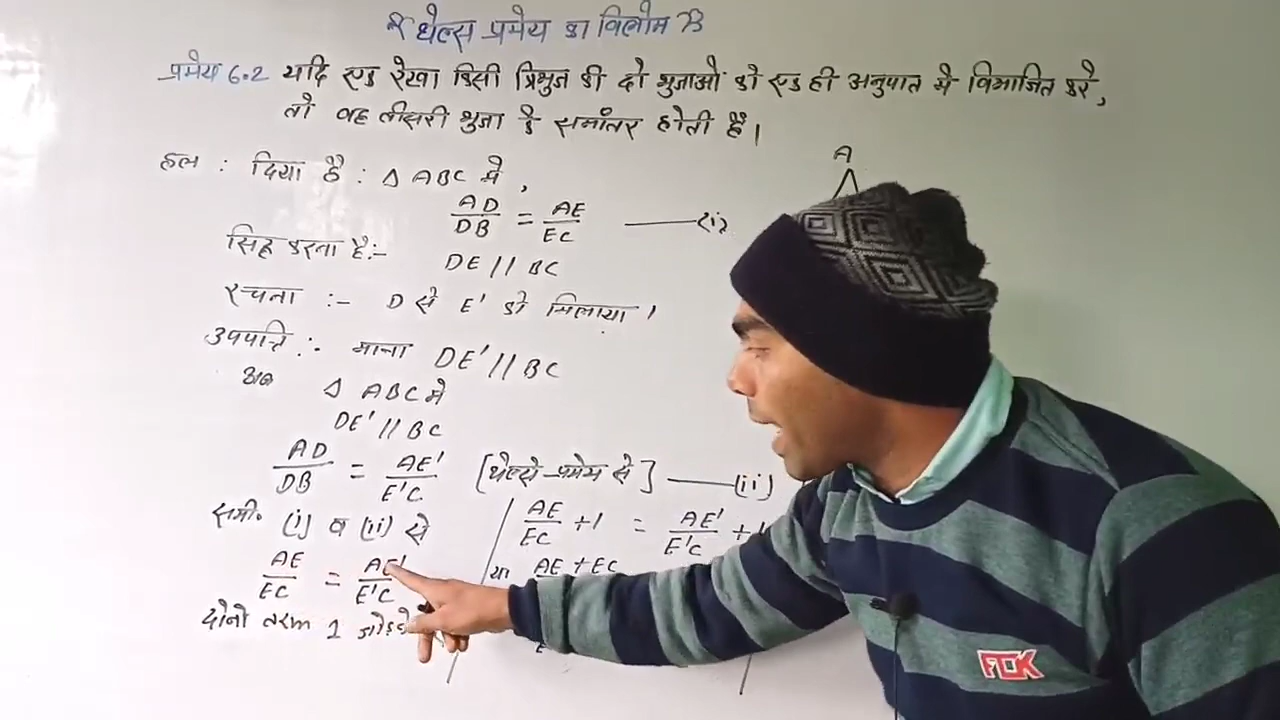 थेल्स प्रमेय का विलोम
प्रमेय 6.2 यदि एक रेखा किसी त्रिभुज की दो भुजाओं को एक ही अनुपात में विभाजित करे,
तो वह तीसरी भुजा के समांतर होती है।
हल : दिया है : Δ ABC में,
AD/DB = AE/EC —— (i)
सिद्ध करना है:- DE // BC
रचना :- D से E' को मिलाया।
उपपत्ति :- माना DE' // BC
अब Δ ABC में
DE' // BC
AD/DB = AE'/E'C [थेल्स-प्रमेय से] —— (ii)
समी० (i) व (ii) से
AE/EC = AE'/E'C
दोनों तरफ 1 जोड़ने
AE/EC + 1 = AE'/E'C + 1
या AE + EC
A
FCK